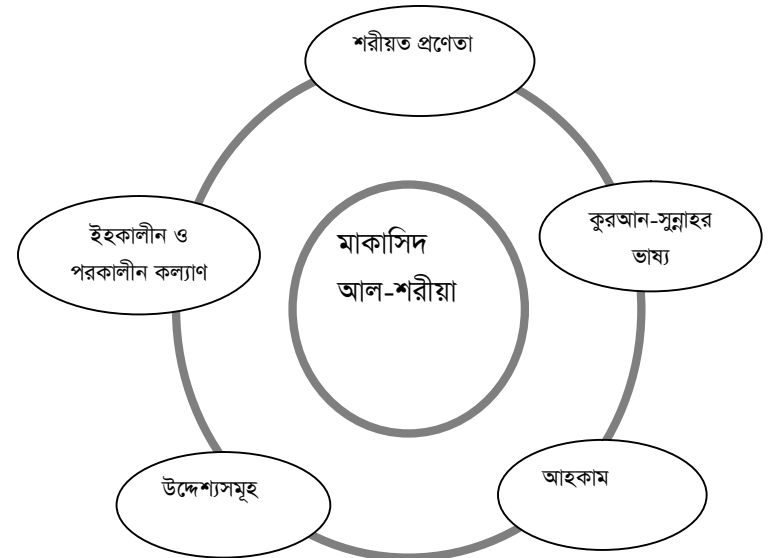 শরীয়ত প্রণেতা
কুরআন-সুন্নাহর
ভাষ্য
ইহকালীন ও
পরকালীন কল্যাণ
মাকাসিদ
আল-শরীয়া
আহকাম
উদ্দেশ্যসমূহ